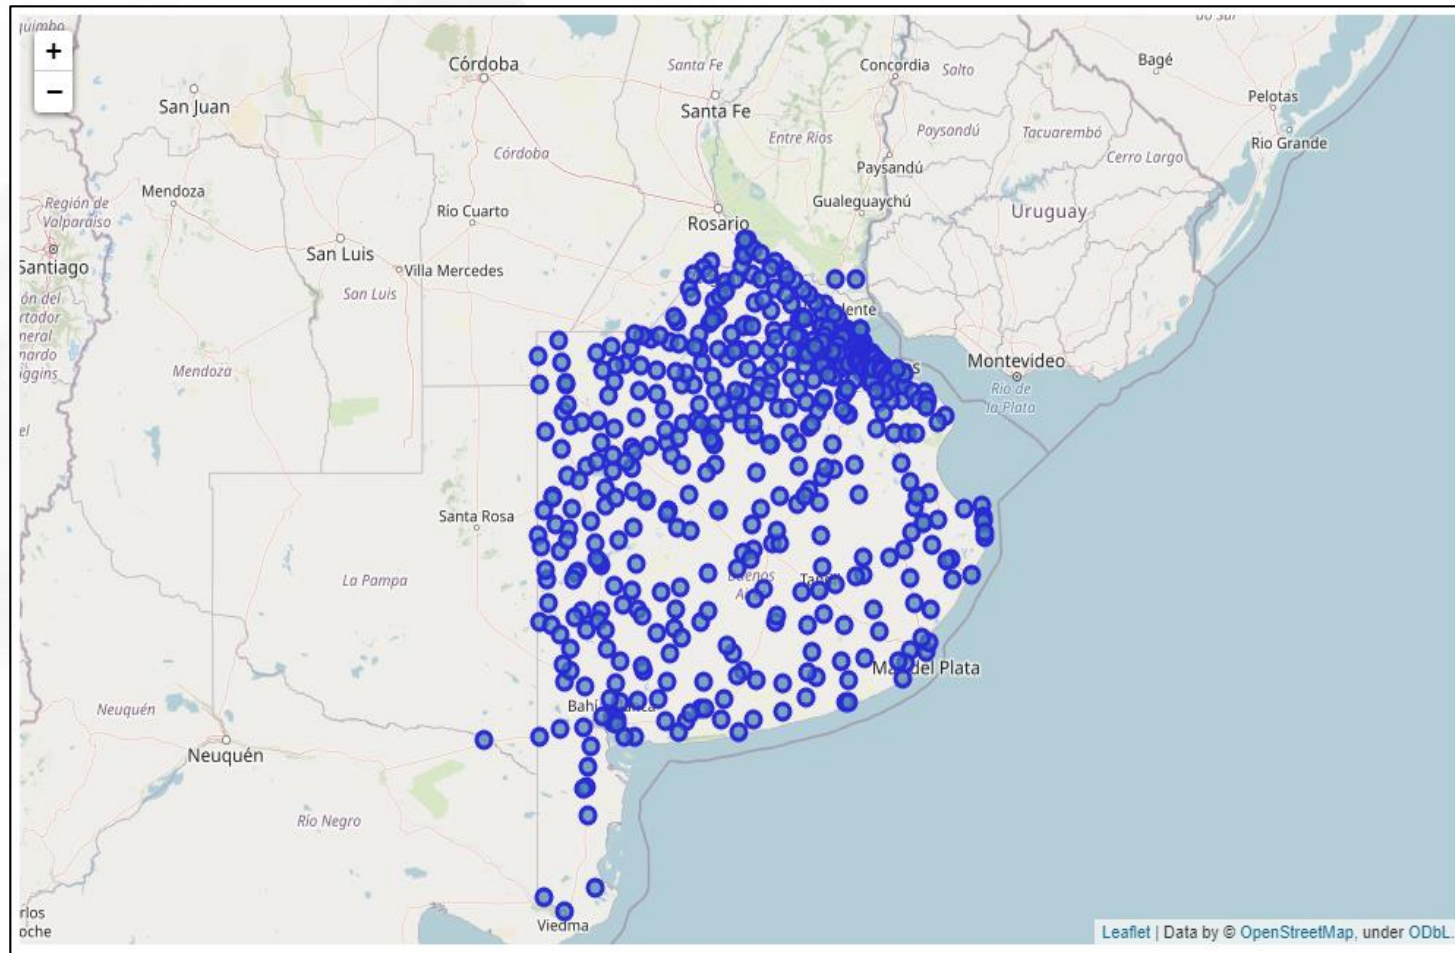 +
−
Córdoba
San Juan
Santa Fe
Santa Fe
Concordia
Salto
Bagé
Pelotas
Rio Grande
Entre Ríos
Paysandú
Tacuarembó
Cerro Largo
Córdoba
Paysandú
Mendoza
Región de
Valparaíso
Río Cuarto
Gualeguaychú
Uruguay
Rosario
San Luis
Santiago
Villa Mercedes
San Luis
Mendoza
Montevideo
Río de
la Plata
Santa Rosa
La Pampa
Neuquén
Neuquén
Río Negro
Viedma
Leaflet | Data by © OpenStreetMap, under ODbL.